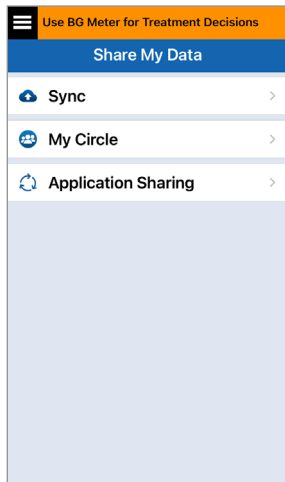 Use BG Meter for Treatment Decisions
Share My Data
Sync
My Circle
Application Sharing